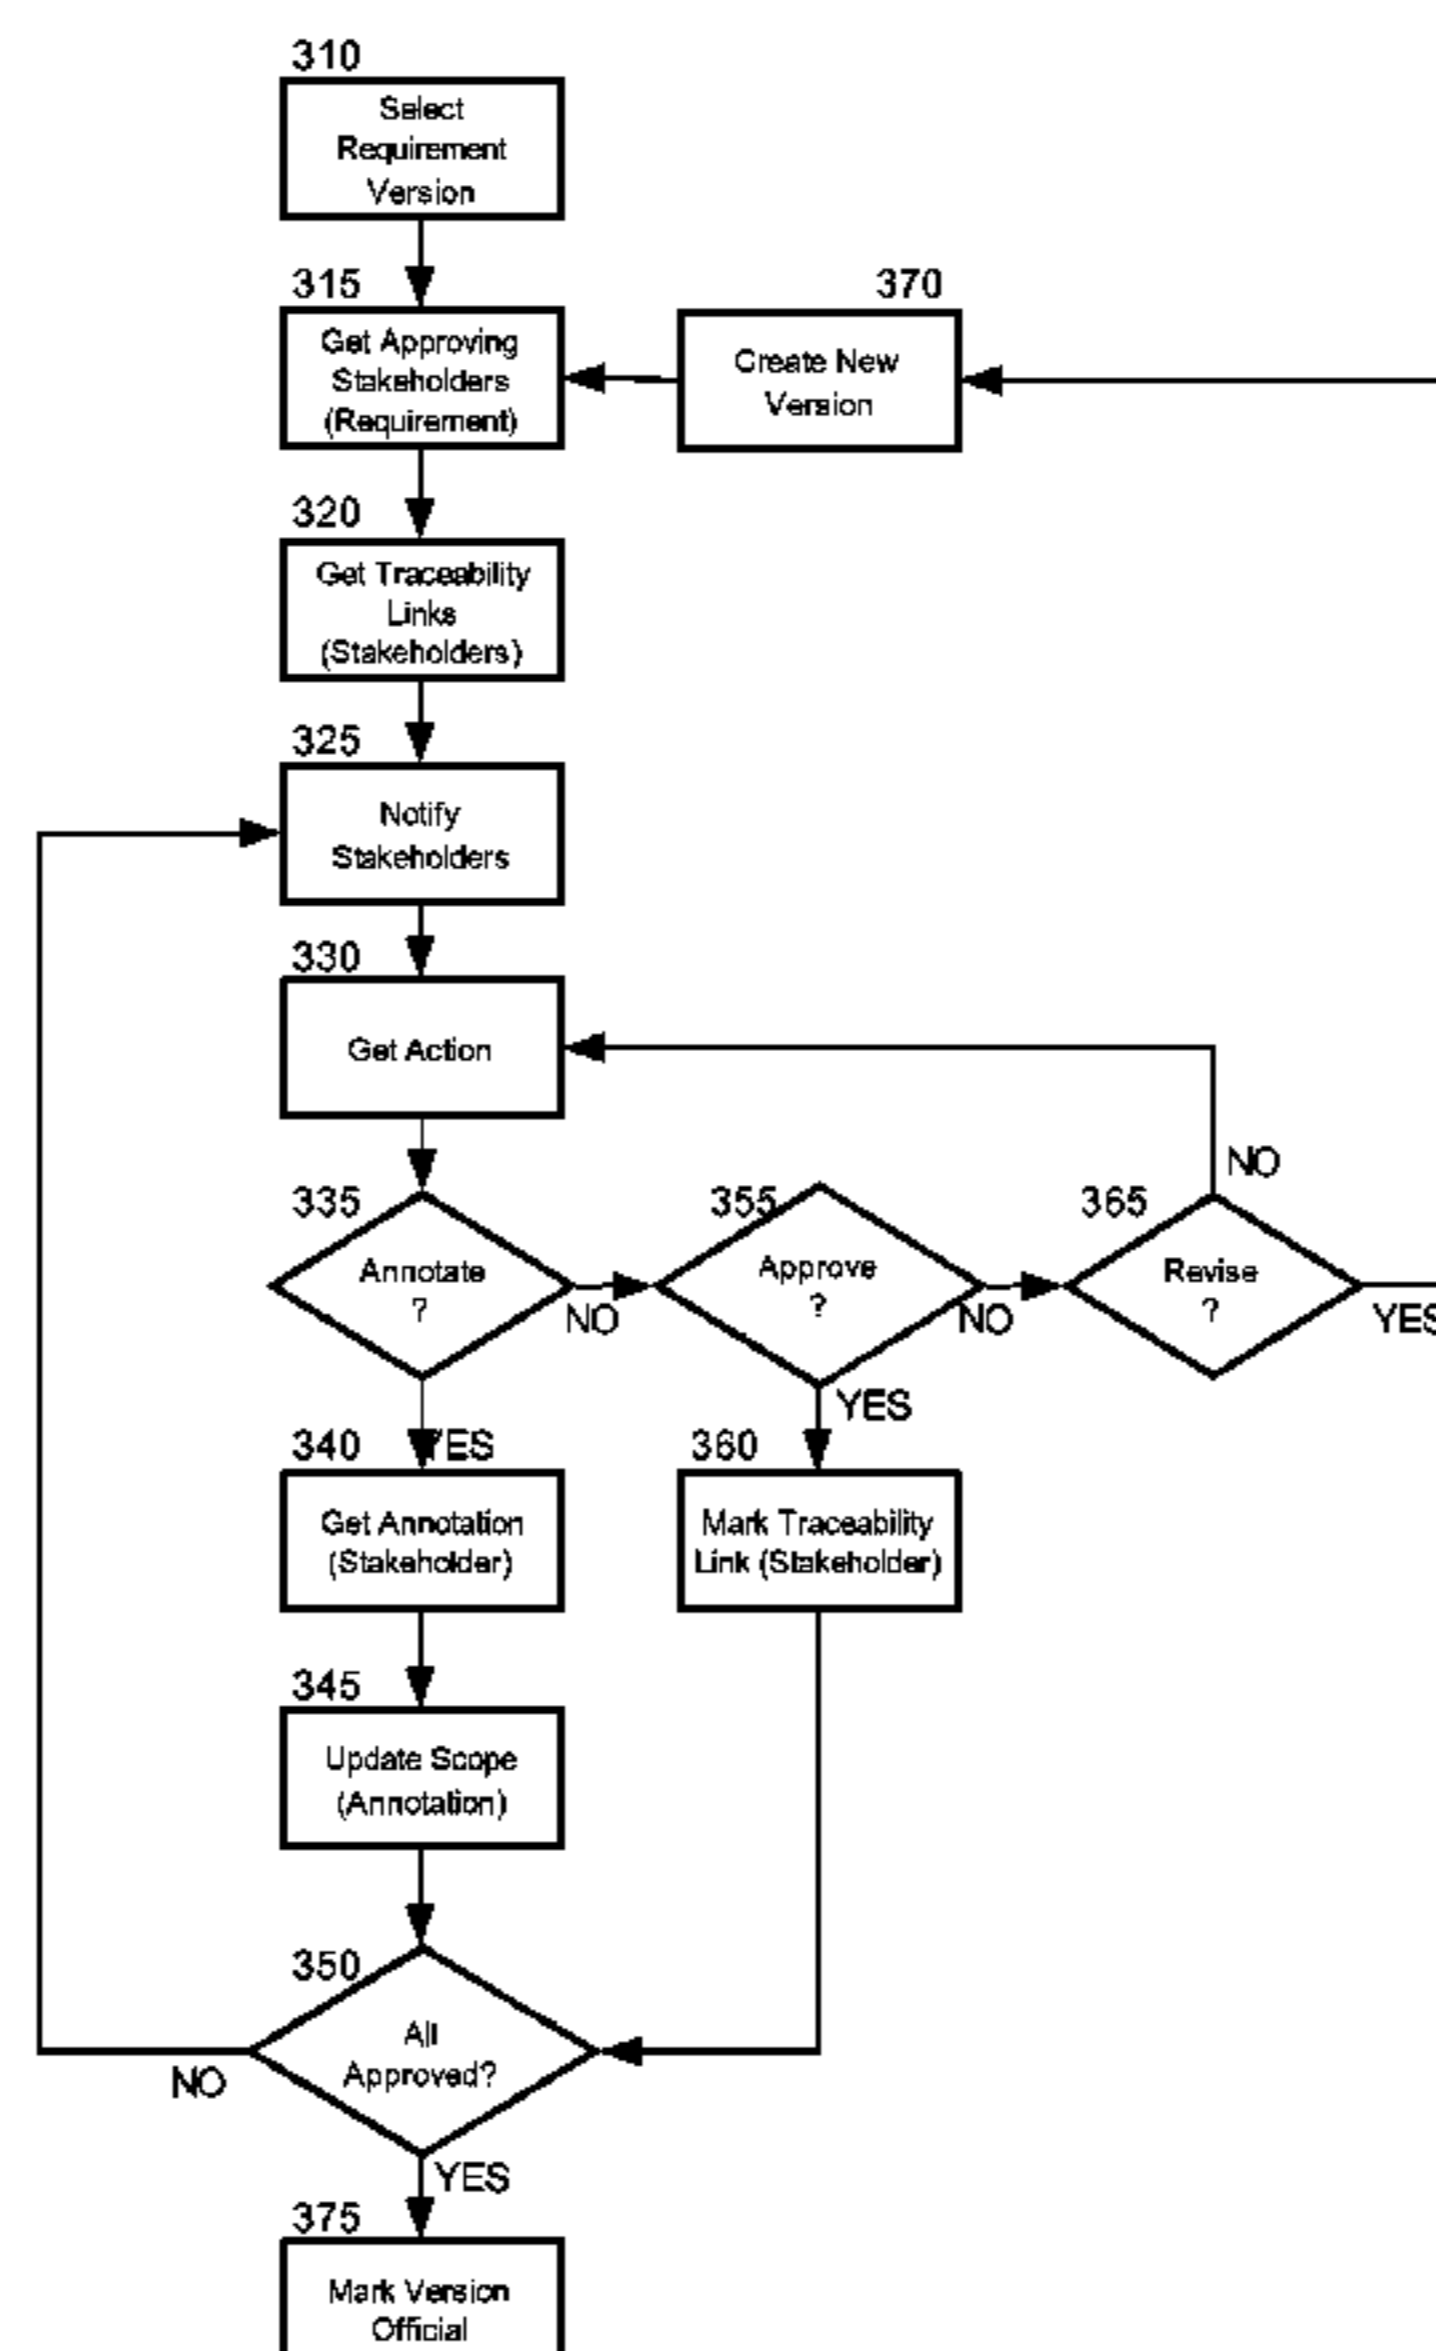 310
Select
Requirement
Version
315
Get Approving
Stakeholders
(Requirement)
370
Create New
Version
320
Get Traceability
Links
(Stakeholders)
325
Notify
Stakeholders
330
Get Action
NO
335
Annotate
?
NO
355
Approve
?
NO
365
Revise
?
YES
YES
YES
340
Get Annotation
(Stakeholder)
360
Mark Traceability
Link (Stakeholder)
345
Update Scope
(Annotation)
350
All
Approved?
NO
YES
375
Mark Version
Official